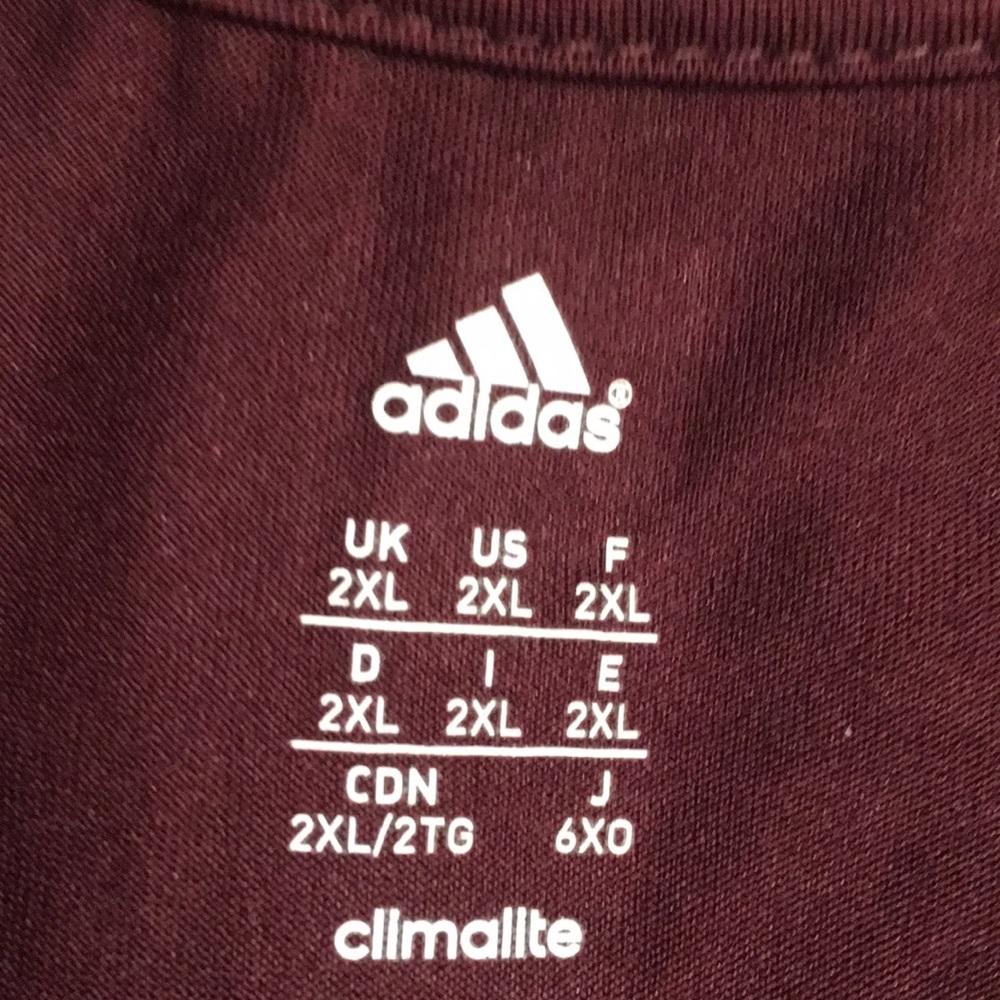 adidas®
UK US F
2XL 2XL 2XL
D I E
2XL 2XL 2XL
CDN J
2XL/2TG 6XO
climalite